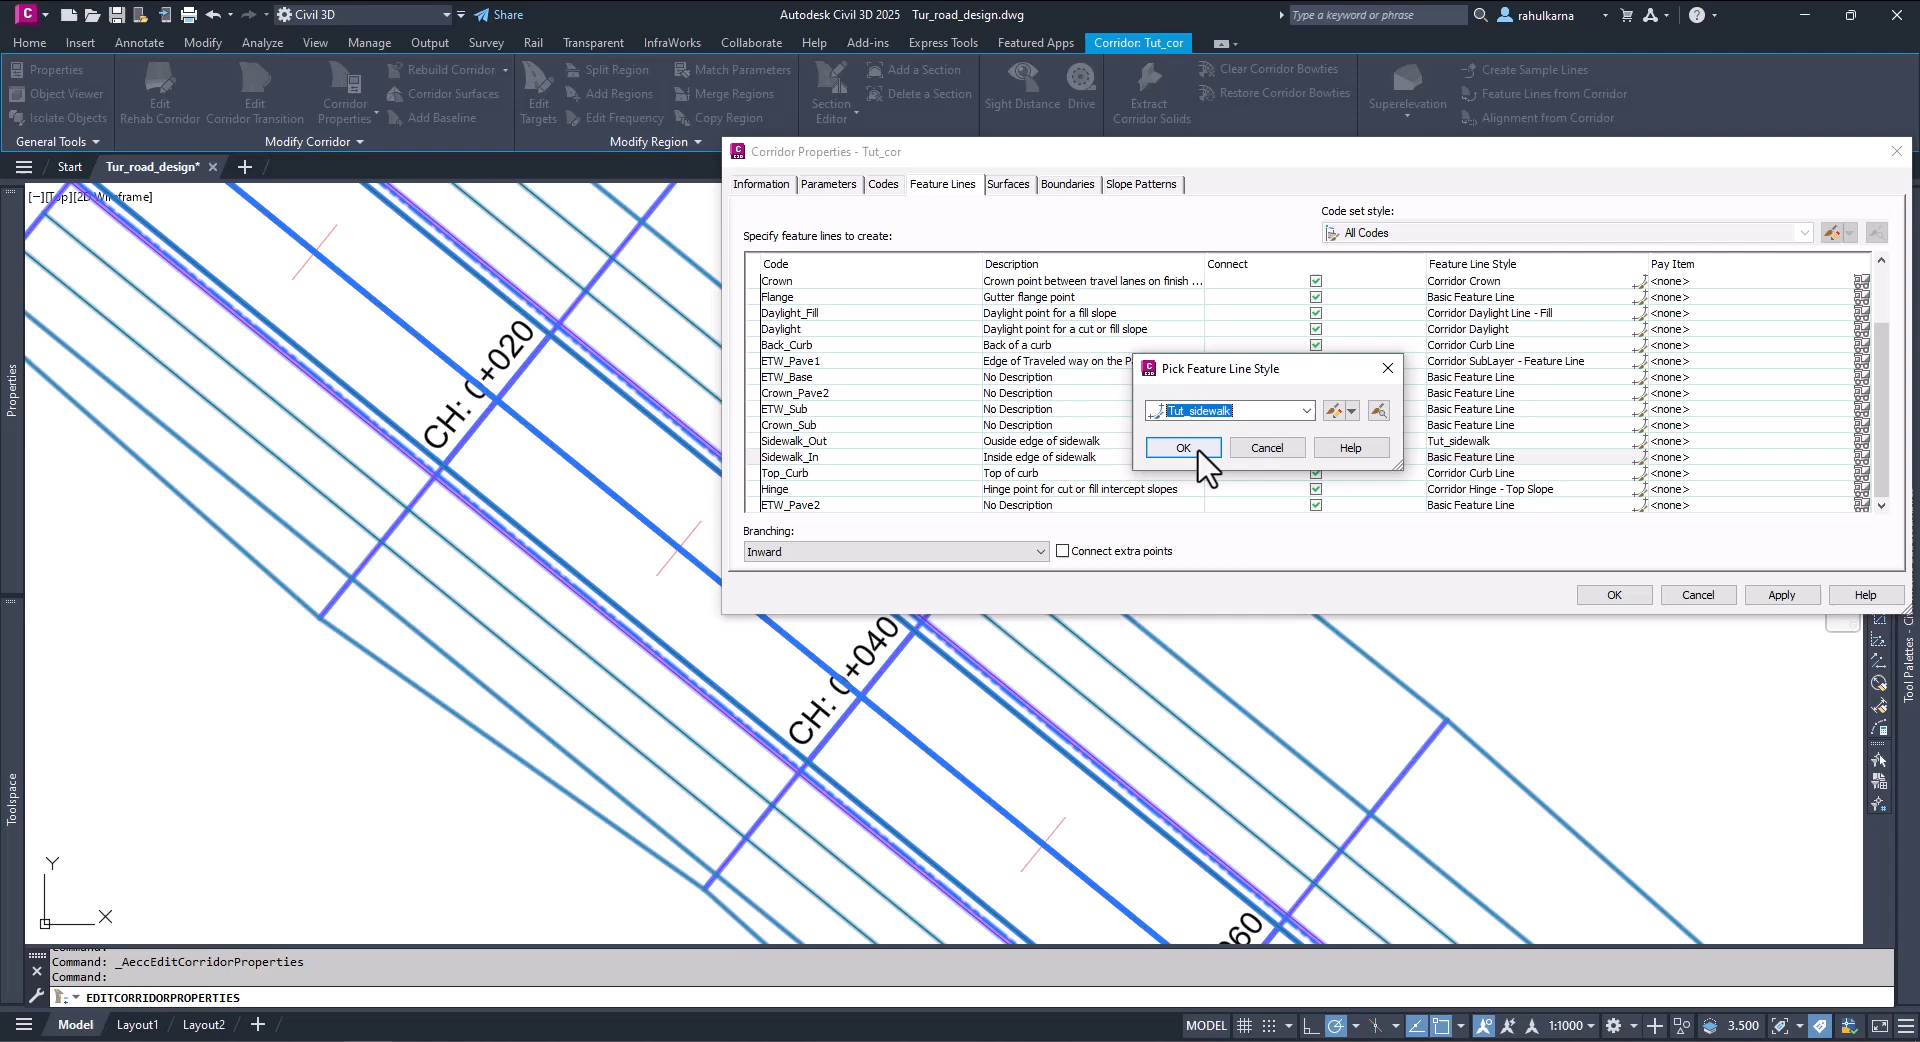 Civil 3D
Share
Autodesk Civil 3D 2025 Tur_road_design.dwg
Type a keyword or phrase
rahulkarna
Home Insert Annotate Modify Analyze View Manage Output Survey Rail Transparent InfraWorks Collaborate Help Add-ins Express Tools Featured Apps Corridor: Tut_cor
Properties
Object Viewer
Isolate Objects
General Tools
Edit
Rehab Corridor
Edit
Corridor Transition
Corridor
Properties
Rebuild Corridor
Corridor Surfaces
Add Baseline
Modify Corridor
Edit
Targets
Split Region
Add Regions
Edit Frequency
Match Parameters
Merge Regions
Copy Region
Modify Region
Section
Editor
Add a Section
Delete a Section
Sight Distance
Drive
Extract
Corridor Solids
Clear Corridor Bowties
Restore Corridor Bowties
Superelevation
Create Sample Lines
Feature Lines from Corridor
Alignment from Corridor
Start Tur_road_design*
[−][Top][2D Wireframe]
Properties
Toolspace
CH: 0+020
CH: 0+040
060
Y
X
Corridor Properties - Tut_cor
Information Parameters Codes Feature Lines Surfaces Boundaries Slope Patterns
Code set style:
All Codes
Specify feature lines to create:
Code Description Connect Feature Line Style Pay Item
Crown Crown point between travel lanes on finish ... Corridor Crown <none>
Flange Gutter flange point Basic Feature Line <none>
Daylight_Fill Daylight point for a fill slope Corridor Daylight Line - Fill <none>
Daylight Daylight point for a cut or fill slope Corridor Daylight <none>
Back_Curb Back of a curb Corridor Curb Line <none>
ETW_Pave1 Edge of Traveled way on the P Corridor SubLayer - Feature Line <none>
ETW_Base No Description Basic Feature Line <none>
Crown_Pave2 No Description Basic Feature Line <none>
ETW_Sub No Description Basic Feature Line <none>
Crown_Sub No Description Basic Feature Line <none>
Sidewalk_Out Ouside edge of sidewalk Tut_sidewalk <none>
Sidewalk_In Inside edge of sidewalk Basic Feature Line <none>
Top_Curb Top of curb Corridor Curb Line <none>
Hinge Hinge point for cut or fill intercept slopes Corridor Hinge - Top Slope <none>
ETW_Pave2 No Description Basic Feature Line <none>
Pick Feature Line Style
Tut_sidewalk
OK Cancel Help
Branching:
Inward
Connect extra points
OK Cancel Apply Help
Command: _AeccEditCorridorProperties
Command:
EDITCORRIDORPROPERTIES
Model Layout1 Layout2
MODEL
1:1000
3.500